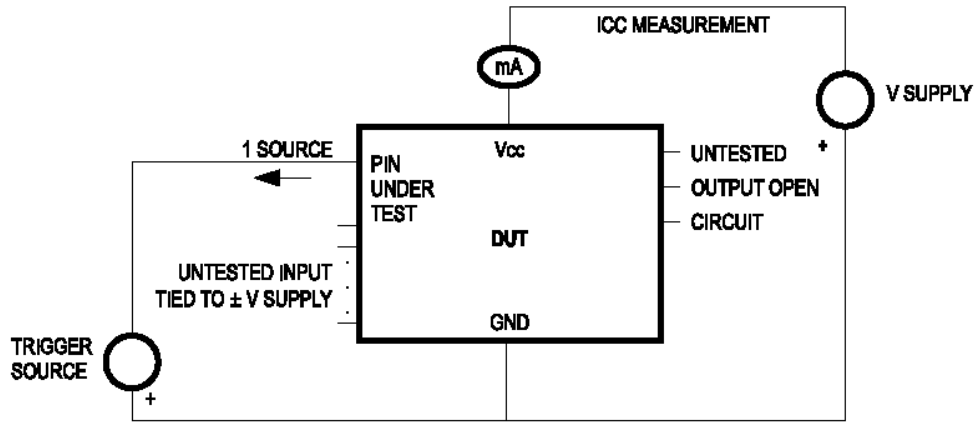 ICC MEASUREMENT
mA
V SUPPLY
+
1 SOURCE
Vcc
PIN
UNDER
TEST
UNTESTED
OUTPUT OPEN
CIRCUIT
DUT
UNTESTED INPUT
TIED TO ± V SUPPLY
GND
TRIGGER
SOURCE
+